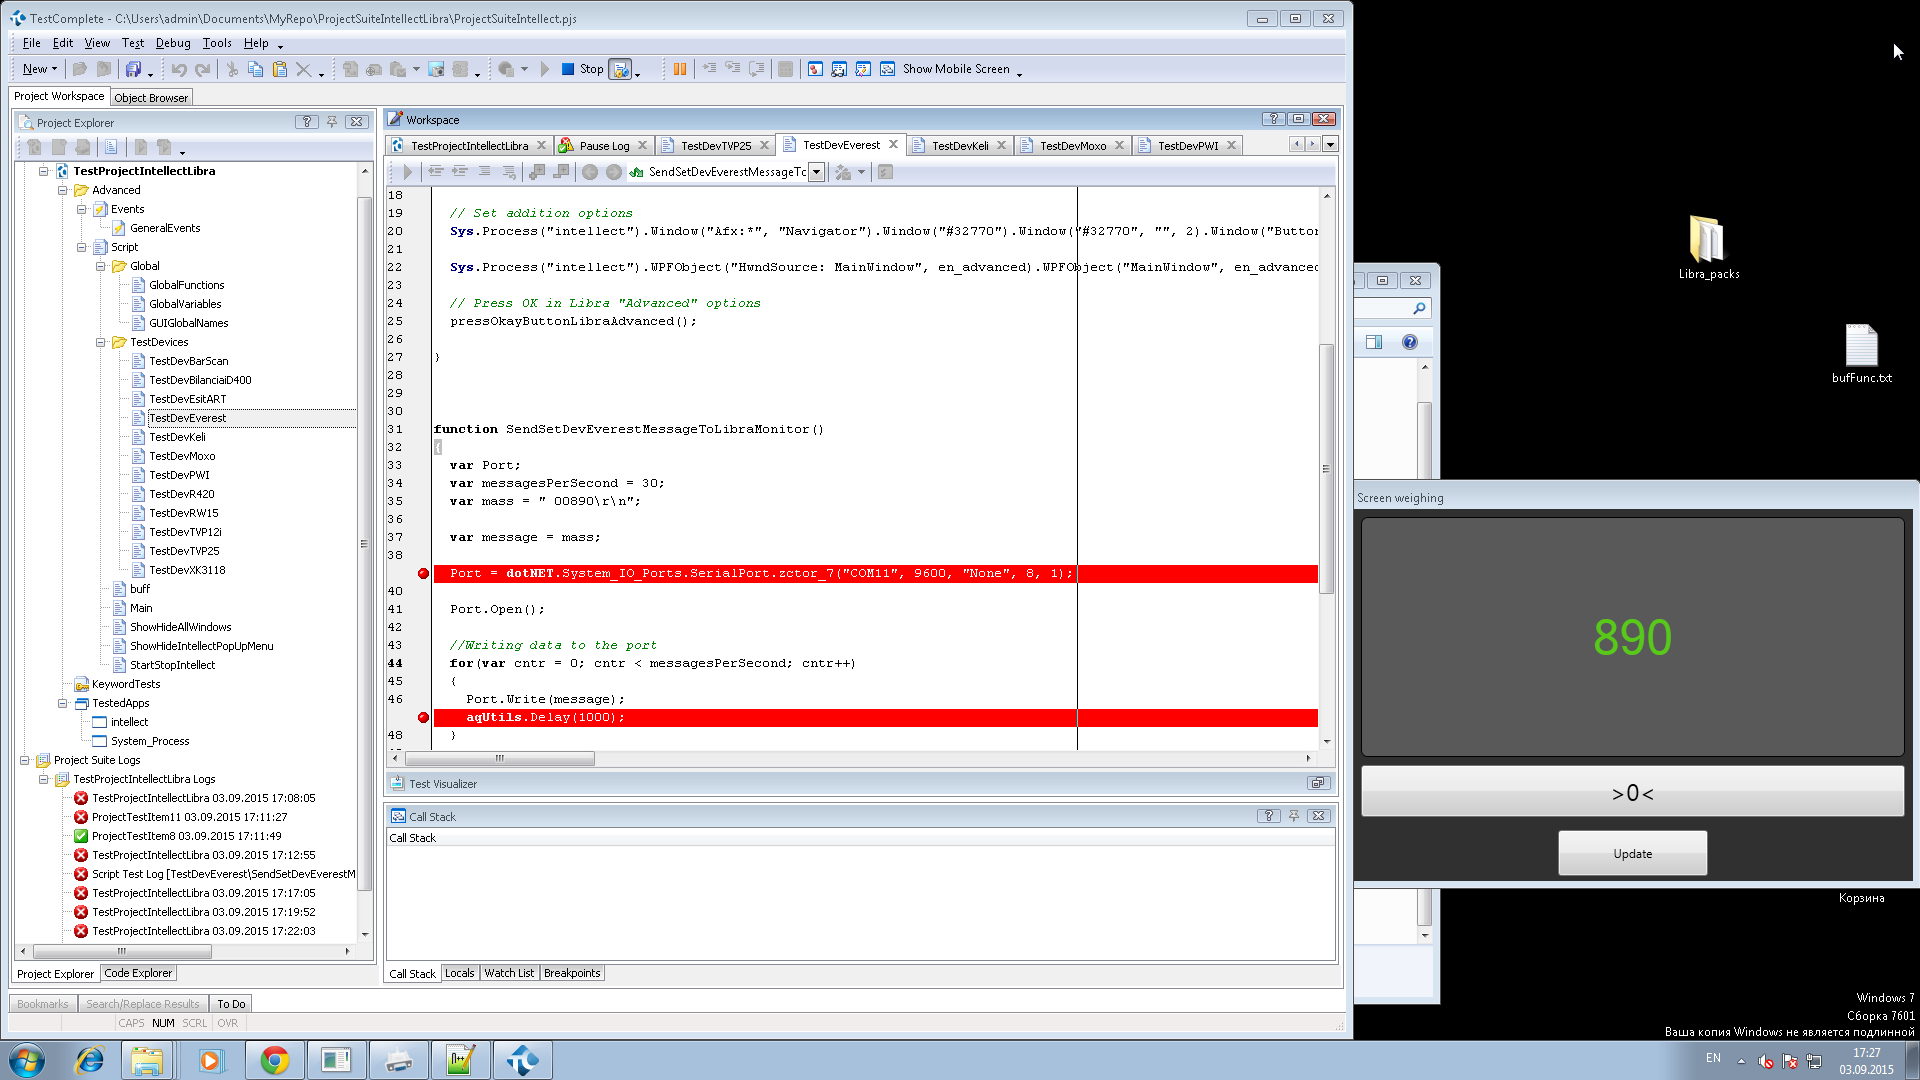 TestComplete - C:\Users\admin\Documents\MyRepo\ProjectSuiteIntellectLibra\ProjectSuiteIntellect.pjs
File Edit View Test Debug Tools Help
New Stop Show Mobile Screen
Project Workspace Object Browser
Project Explorer
TestProjectIntellectLibra
Advanced
Events
GeneralEvents
Script
Global
GlobalFunctions
GlobalVariables
GUIGlobalNames
TestDevices
TestDevBarScan
TestDevBilanciaiD400
TestDevEsitART
TestDevEverest
TestDevKeli
TestDevMoxo
TestDevPWI
TestDevR420
TestDevRW15
TestDevTVP12i
TestDevTVP25
TestDevXK3118
buff
Main
ShowHideAllWindows
ShowHideIntellectPopUpMenu
StartStopIntellect
KeywordTests
TestedApps
intellect
System_Process
Project Suite Logs
TestProjectIntellectLibra Logs
TestProjectIntellectLibra 03.09.2015 17:08:05
ProjectTestItem11 03.09.2015 17:11:27
ProjectTestItem8 03.09.2015 17:11:49
TestProjectIntellectLibra 03.09.2015 17:12:55
Script Test Log [TestDevEverest\SendSetDevEverestM
TestProjectIntellectLibra 03.09.2015 17:17:05
TestProjectIntellectLibra 03.09.2015 17:19:52
TestProjectIntellectLibra 03.09.2015 17:22:03
Project Explorer Code Explorer
Workspace
TestProjectIntellectLibra Pause Log TestDevTVP25 TestDevEverest TestDevKeli TestDevMoxo TestDevPWI
SendSetDevEverestMessageTc
18
19 // Set addition options
20 Sys.Process("intellect").Window("Afx:*", "Navigator").Window("#32770").Window("#32770", "", 2).Window("Button
21
22 Sys.Process("intellect").WPFObject("HwndSource: MainWindow", en_advanced).WPFObject("MainWindow", en_advanced
23
24 // Press OK in Libra "Advanced" options
25 pressOkayButtonLibraAdvanced();
26
27 }
28
29
30
31 function SendSetDevEverestMessageToLibraMonitor()
32 {
33 var Port;
34 var messagesPerSecond = 30;
35 var mass = " 00890\r\n";
36
37 var message = mass;
38
Port = dotNET.System_IO_Ports.SerialPort.zctor_7("COM11", 9600, "None", 8, 1);
40
41 Port.Open();
42
43 //Writing data to the port
44 for(var cntr = 0; cntr < messagesPerSecond; cntr++)
45 {
46 Port.Write(message);
aqUtils.Delay(1000);
48 }
Test Visualizer
Call Stack
Call Stack
Call Stack Locals Watch List Breakpoints
Bookmarks Search/Replace Results To Do
CAPS NUM SCRL OVR
Libra_packs
bufFunc.txt
Screen weighing
890
>0<
Update
Корзина
Windows 7
Сборка 7601
Ваша копия Windows не является подлинной
EN
17:27
03.09.2015